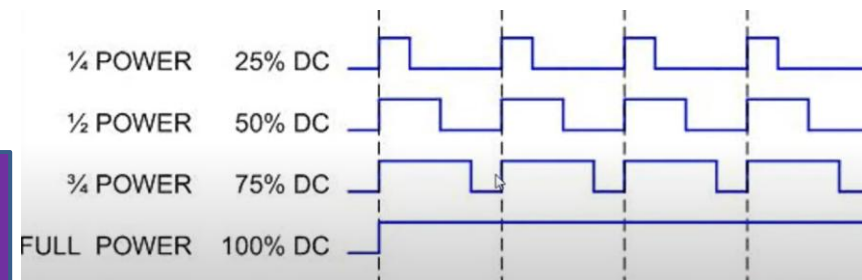 ¼ POWER 25% DC
½ POWER 50% DC
¾ POWER 75% DC
FULL POWER 100% DC